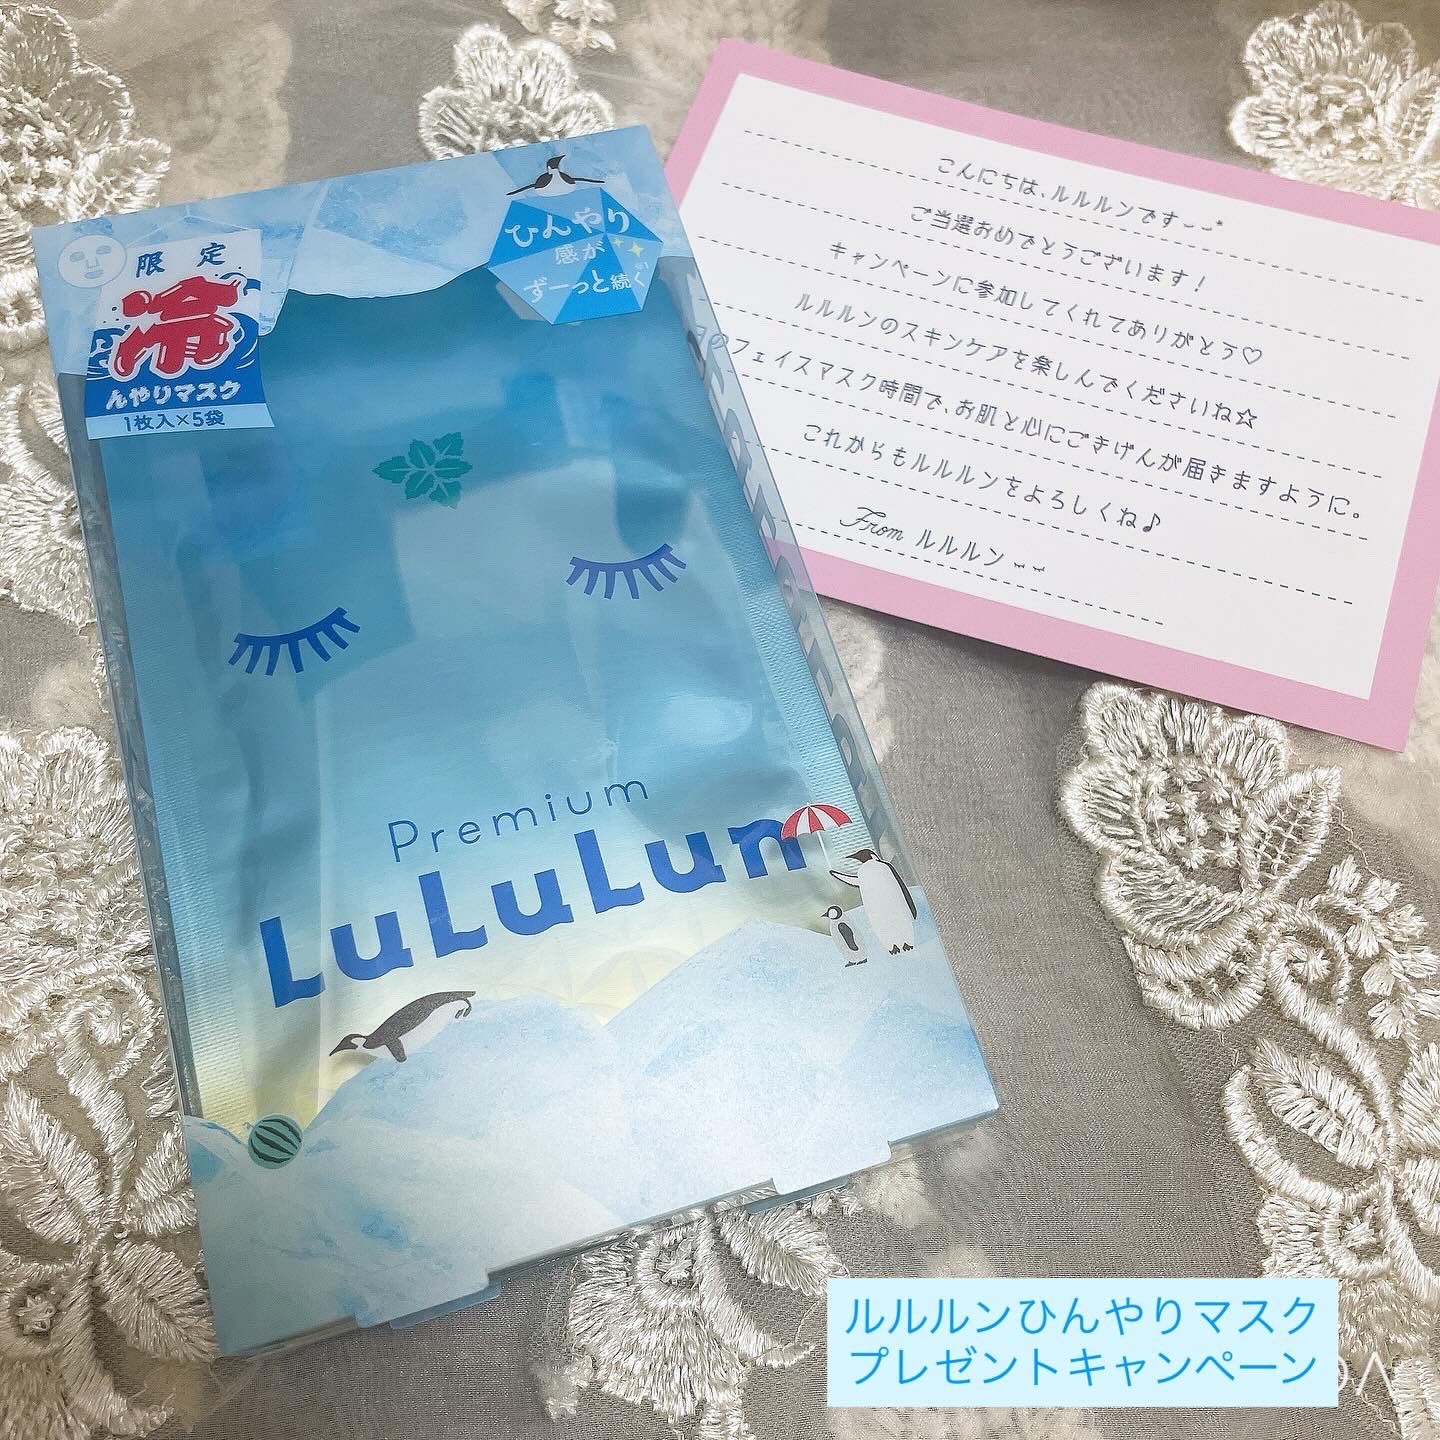 限定
冷
んやりマスク
1枚入×5袋
ひんやり
感が
ずーっと続く
※1
Premium
LuLuLun
こんにちは、ルルルンです
ご当選おめでとうございます!
キャンペーンに参加してくれてありがとう♡
ルルルンのスキンケアを楽しんでくださいね☆
のフェイスマスク時間で、お肌と心にごきげんが届きますように。
これからもルルルンをよろしくね♪
From ルルルン
ルルルンひんやりマスク
プレゼントキャンペーン